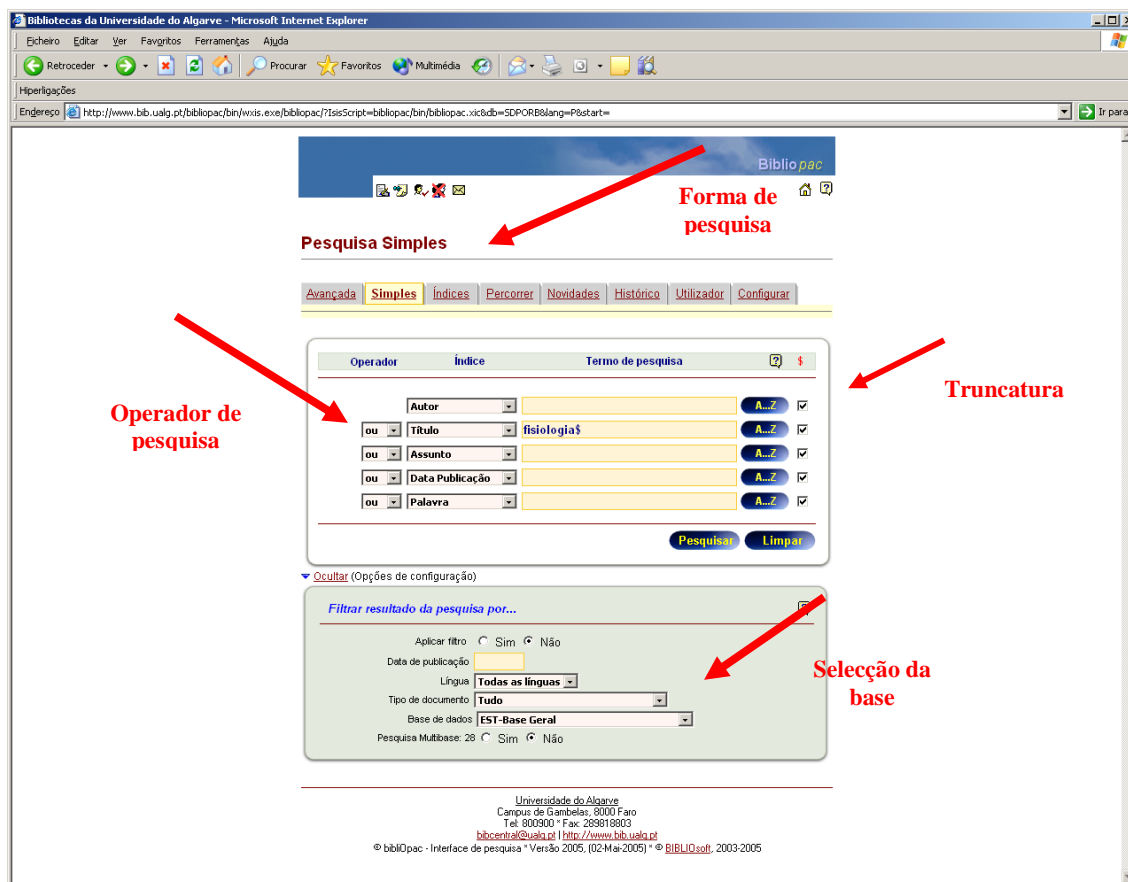 Bibliotecas da Universidade do Algarve - Microsoft Internet Explorer
Ficheiro Editar Ver Favoritos Ferramentas Ajuda
Retroceder Procurar Favoritos Multimédia
Hiperligações
Endereço http://www.bib.ualg.pt/bibliopac/bin/wxis.exe/bibliopac/?IsisScript=bibliopac/bin/bibliopac.xic&db=SDPORB&lang=P&start= Ir para
Bibliopac
Forma de
pesquisa
Pesquisa Simples
Avançada Simples Índices Percorrer Novidades Histórico Utilizador Configurar
Operador Índice Termo de pesquisa ? $
Truncatura
Operador de
pesquisa
Autor A...Z
ou Título fisiologia$ A...Z
ou Assunto A...Z
ou Data Publicação A...Z
ou Palavra A...Z
Pesquisar Limpar
Ocultar (Opções de configuração)
Filtrar resultado da pesquisa por... ?
Aplicar filtro Sim Não
Data de publicação
Língua Todas as línguas
Tipo de documento Tudo
Base de dados EST-Base Geral
Pesquisa Multibase: 28 Sim Não
Selecção da
base
Universidade do Algarve
Campus de Gambelas, 8000 Faro
Tel: 800900 * Fax: 289818803
bibcentral@ualg.pt | http://www.bib.ualg.pt
© bibliOpac - Interface de pesquisa * Versão 2005, (02-Mai-2005) * © BIBLIOsoft, 2003-2005